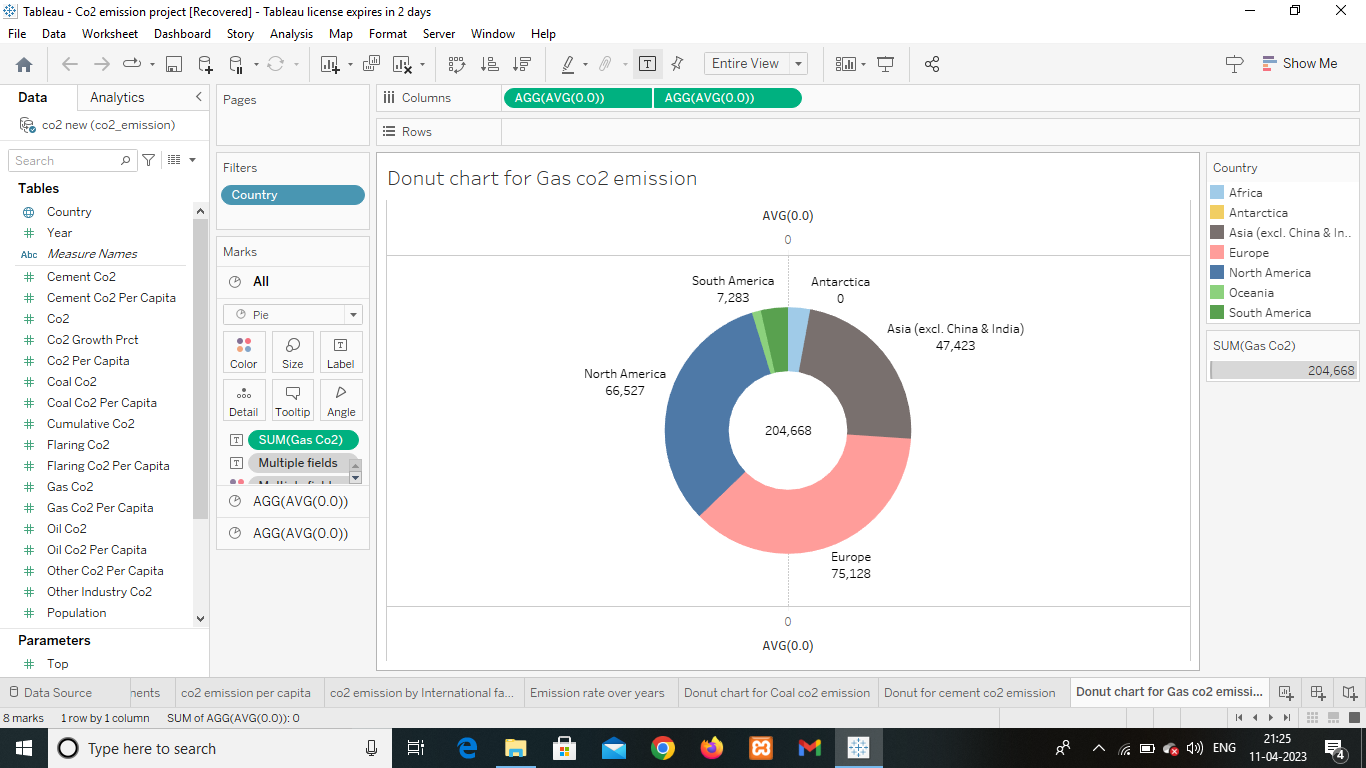 Tableau - Co2 emission project [Recovered] - Tableau license expires in 2 days
File Data Worksheet Dashboard Story Analysis Map Format Server Window Help
Entire View
Show Me
Data Analytics
co2 new (co2_emission)
Search
Tables
Country
Year
Abc Measure Names
Cement Co2
Cement Co2 Per Capita
Co2
Co2 Growth Prct
Co2 Per Capita
Coal Co2
Coal Co2 Per Capita
Cumulative Co2
Flaring Co2
Flaring Co2 Per Capita
Gas Co2
Gas Co2 Per Capita
Oil Co2
Oil Co2 Per Capita
Other Co2 Per Capita
Other Industry Co2
Population
Parameters
Top
Pages
Filters
Country
Marks
All
Pie
Color Size Label
Detail Tooltip Angle
SUM(Gas Co2)
Multiple fields
AGG(AVG(0.0))
AGG(AVG(0.0))
Columns AGG(AVG(0.0)) AGG(AVG(0.0))
Rows
Donut chart for Gas co2 emission
AVG(0.0)
0
South America
7,283
Antarctica
0
Asia (excl. China & India)
47,423
North America
66,527
204,668
Europe
75,128
0
AVG(0.0)
Country
Africa
Antarctica
Asia (excl. China & In..
Europe
North America
Oceania
South America
SUM(Gas Co2)
204,668
Data Source nents co2 emission per capita co2 emission by International fa... Emission rate over years Donut chart for Coal co2 emission Donut for cement co2 emission Donut chart for Gas co2 emissi...
8 marks 1 row by 1 column SUM of AGG(AVG(0.0)): 0
Type here to search
ENG
21:25
11-04-2023
4